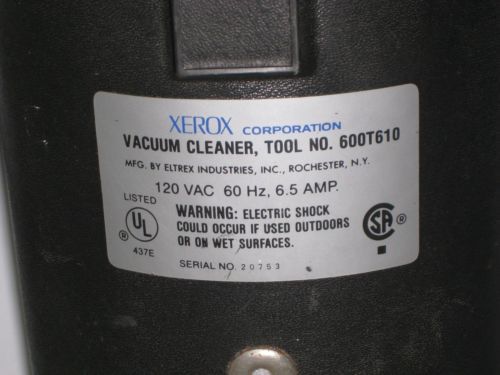 XEROX CORPORATION
VACUUM CLEANER, TOOL NO. 600T610
MFG. BY ELTREX INDUSTRIES, INC., ROCHESTER, N.Y.
120 VAC 60 Hz, 6.5 AMP.
LISTED
UL
®
437E
WARNING: ELECTRIC SHOCK
COULD OCCUR IF USED OUTDOORS
OR ON WET SURFACES.
SA
®
SERIAL NO. 20753